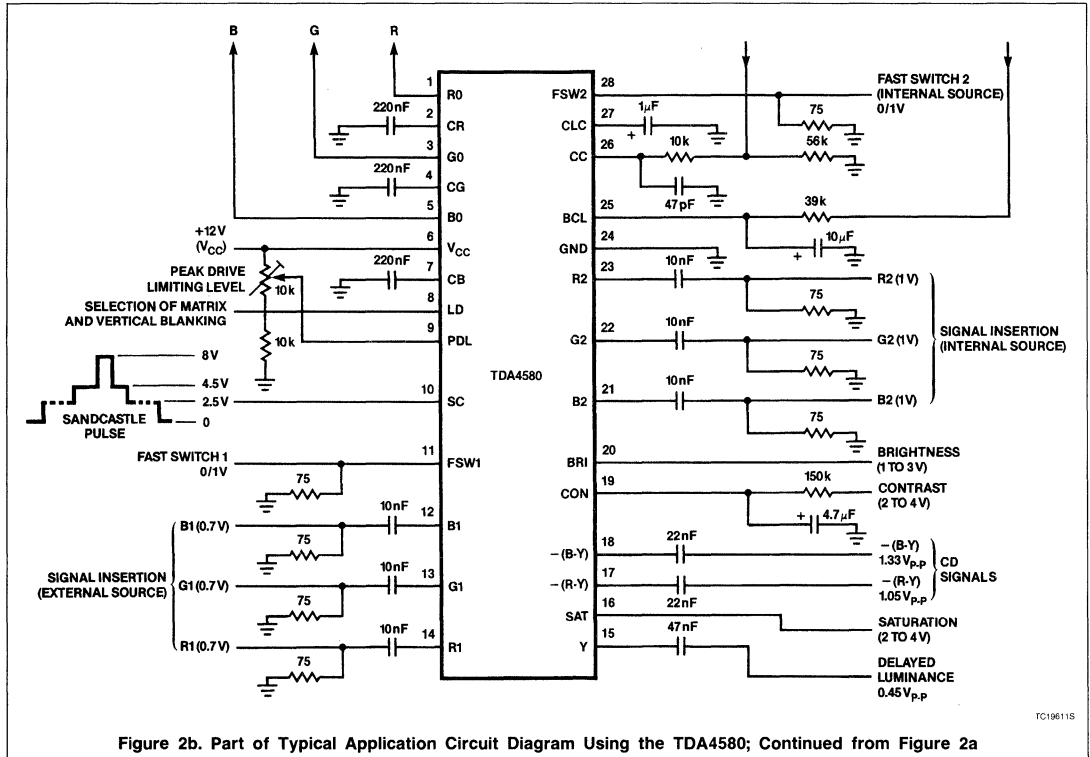 B G R
1 R0
220nF
2 CR
3 G0
220nF
4 CG
5 B0
+12V
(VCC)
6 VCC
220nF
7 CB
PEAK DRIVE
LIMITING LEVEL
10k
8 LD
SELECTION OF MATRIX
AND VERTICAL BLANKING
10k
9 PDL
8V
4.5V
2.5V
0
SANDCASTLE
PULSE
10 SC
FAST SWITCH 1
0/1V
11 FSW1
75
10nF
B1 (0.7V)
12 B1
75
10nF
G1 (0.7V)
13 G1
75
10nF
R1 (0.7V)
14 R1
75
SIGNAL INSERTION
(EXTERNAL SOURCE)
TDA4580
FSW2 28
FAST SWITCH 2
(INTERNAL SOURCE)
0/1V
75
1μF
+
CLC 27
CC 26
10k
56k
47pF
BCL 25
39k
10μF
+
GND 24
10nF
R2 23
R2 (1V)
75
10nF
G2 22
G2 (1V)
75
10nF
B2 21
B2 (1V)
75
SIGNAL INSERTION
(INTERNAL SOURCE)
BRI 20
BRIGHTNESS
(1 TO 3V)
CON 19
150k
CONTRAST
(2 TO 4V)
+
4.7μF
22nF
–(B-Y) 18
–(B-Y)
1.33VP-P
–(R-Y) 17
22nF
–(R-Y)
1.05VP-P
CD
SIGNALS
SAT 16
SATURATION
(2 TO 4V)
47nF
Y 15
DELAYED
LUMINANCE
0.45VP-P
TC19611S
Figure 2b. Part of Typical Application Circuit Diagram Using the TDA4580; Continued from Figure 2a